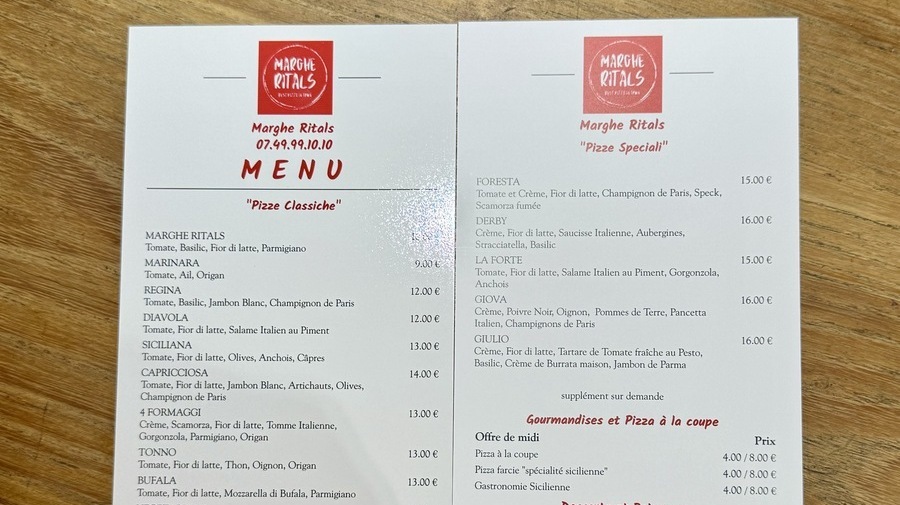 MARGHE
RITALS
Marghe Ritals
07.49.99.10.10
MENU
"Pizze Classiche"
MARGHE RITALS
Tomate, Basilic, Fior di latte, Parmigiano
MARINARA 9.00 €
Tomate, Ail, Origan
REGINA 12.00 €
Tomate, Basilic, Jambon Blanc, Champignon de Paris
DIAVOLA 12.00 €
Tomate, Fior di latte, Salame Italien au Piment
SICILIANA 13.00 €
Tomate, Fior di latte, Olives, Anchois, Câpres
CAPRICCIOSA 14.00 €
Tomate, Fior di latte, Jambon Blanc, Artichauts, Olives,
Champignon de Paris
4 FORMAGGI 13.00 €
Crème, Scamorza, Fior di latte, Tomme Italienne,
Gorgonzola, Parmigiano, Origan
TONNO 13.00 €
Tomate, Fior di latte, Thon, Oignon, Origan
BUFALA 13.00 €
Tomate, Fior di latte, Mozzarella di Bufala, Parmigiano
MARGHE
RITALS
Marghe Ritals
"Pizze Speciali"
FORESTA 15.00 €
Tomate et Crème, Fior di latte, Champignon de Paris, Speck,
Scamorza fumée
DERBY 16.00 €
Crème, Fior di latte, Saucisse Italienne, Aubergines,
Stracciatella, Basilic
LA FORTE 15.00 €
Tomate, Fior di latte, Salame Italien au Piment, Gorgonzola,
Anchois
GIOVA 16.00 €
Crème, Poivre Noir, Oignon, Pommes de Terre, Pancetta
Italien, Champignons de Paris
GIULIO 16.00 €
Crème, Fior di latte, Tartare de Tomate fraîche au Pesto,
Basilic, Crème de Burrata maison, Jambon de Parma
supplément sur demande
Gourmandises et Pizza à la coupe
Offre de midi Prix
Pizza à la coupe 4.00 / 8.00 €
Pizza farcie "spécialité sicilienne" 4.00 / 8.00 €
Gastronomie Sicilienne 4.00 / 8.00 €